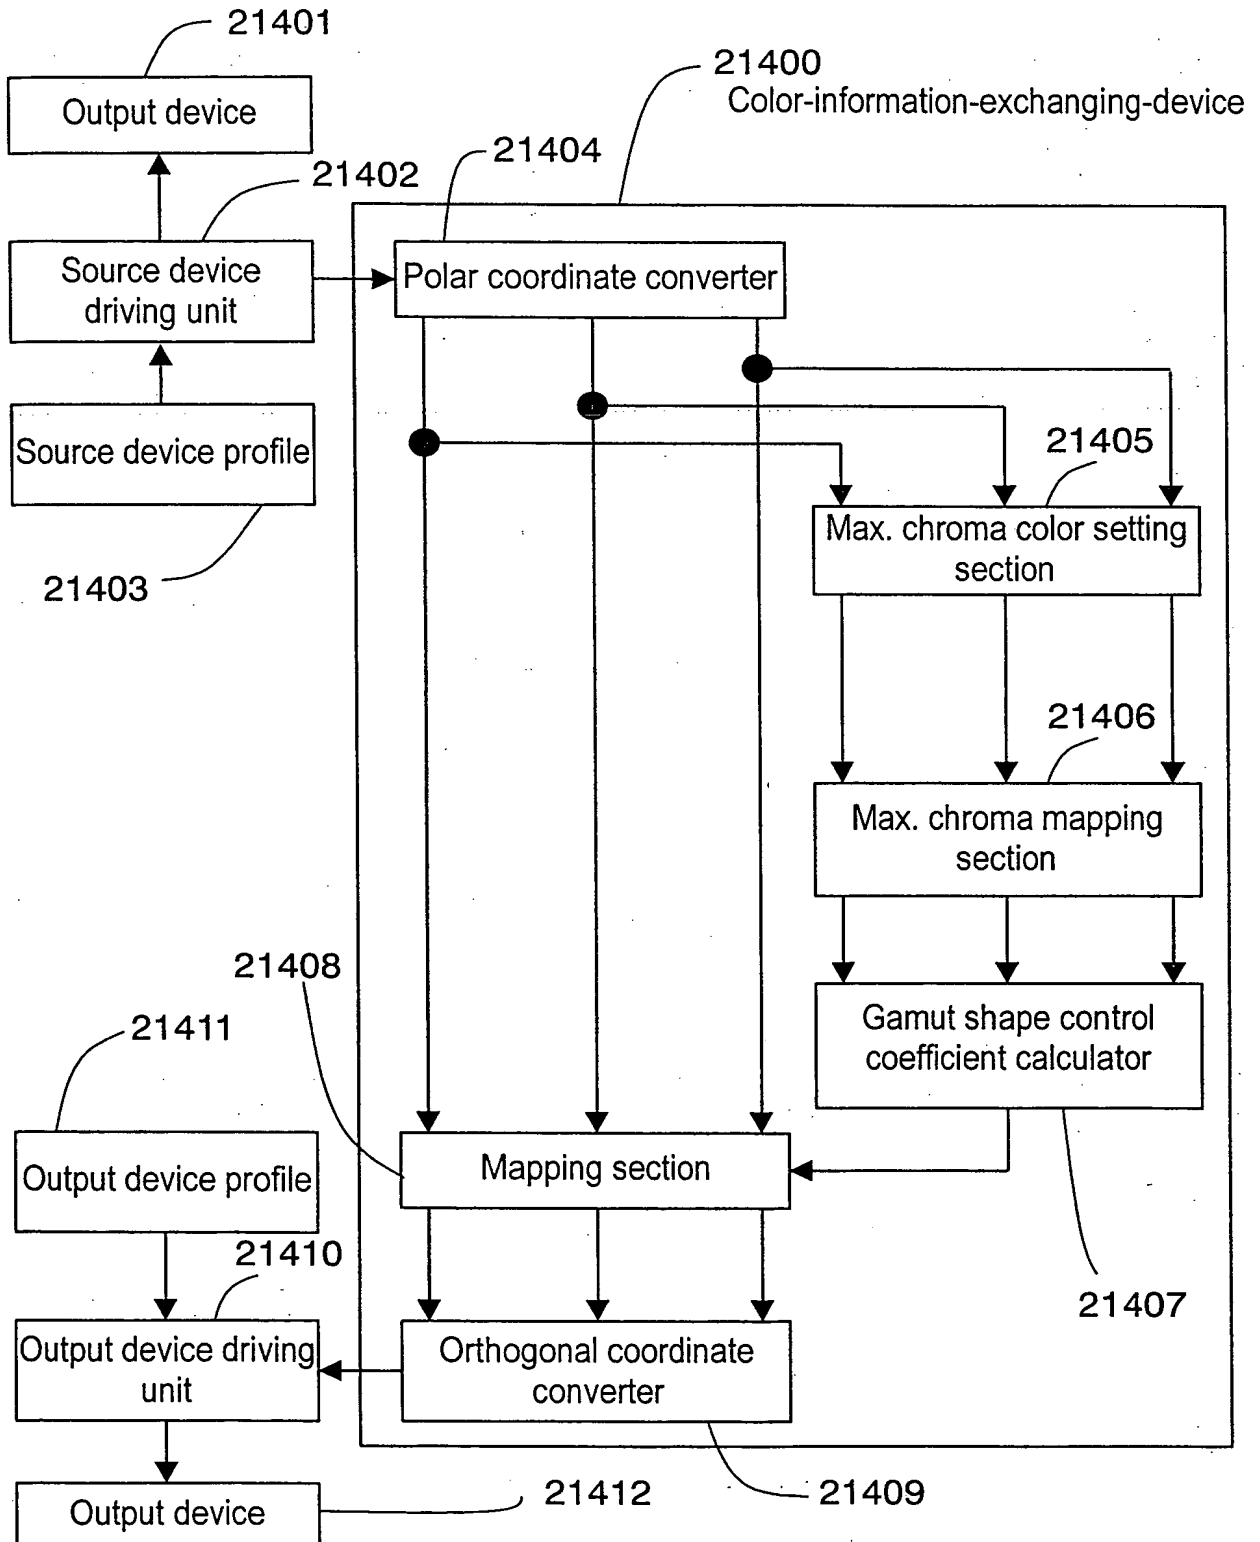 21401
Output device
21400
Color-information-exchanging-device
21404
21402
Source device
driving unit
Polar coordinate converter
Source device profile
21403
21405
Max. chroma color setting
section
21406
Max. chroma mapping
section
21408
Gamut shape control
coefficient calculator
21411
Output device profile
Mapping section
21410
21407
Output device driving
unit
Orthogonal coordinate
converter
Output device
21412
21409